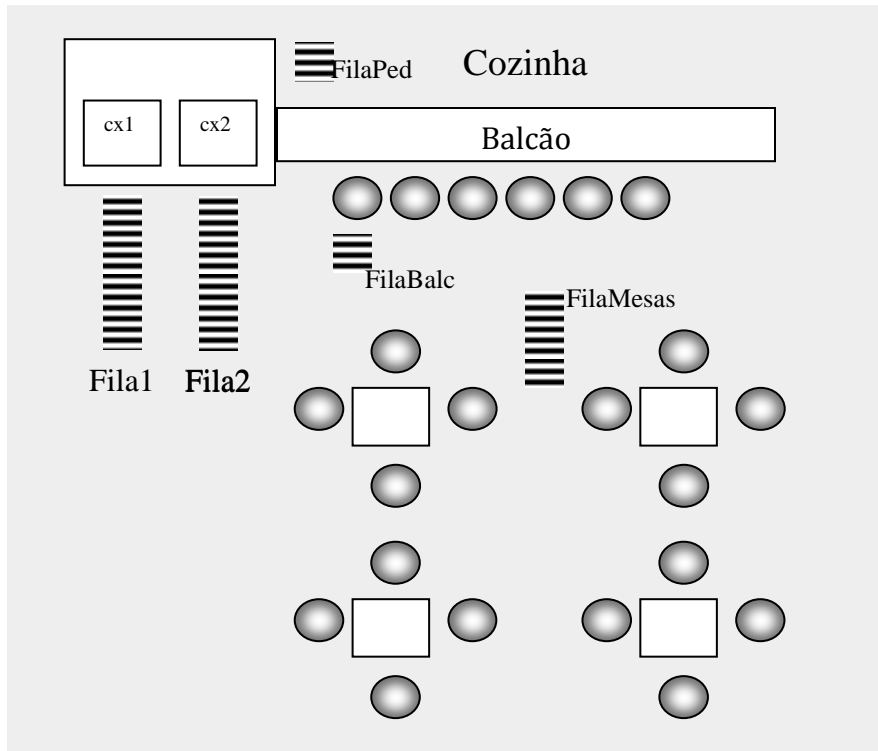 FilaPed
Cozinha
cx1
cx2
Balcão
FilaBalc
FilaMesas
Fila1
Fila2